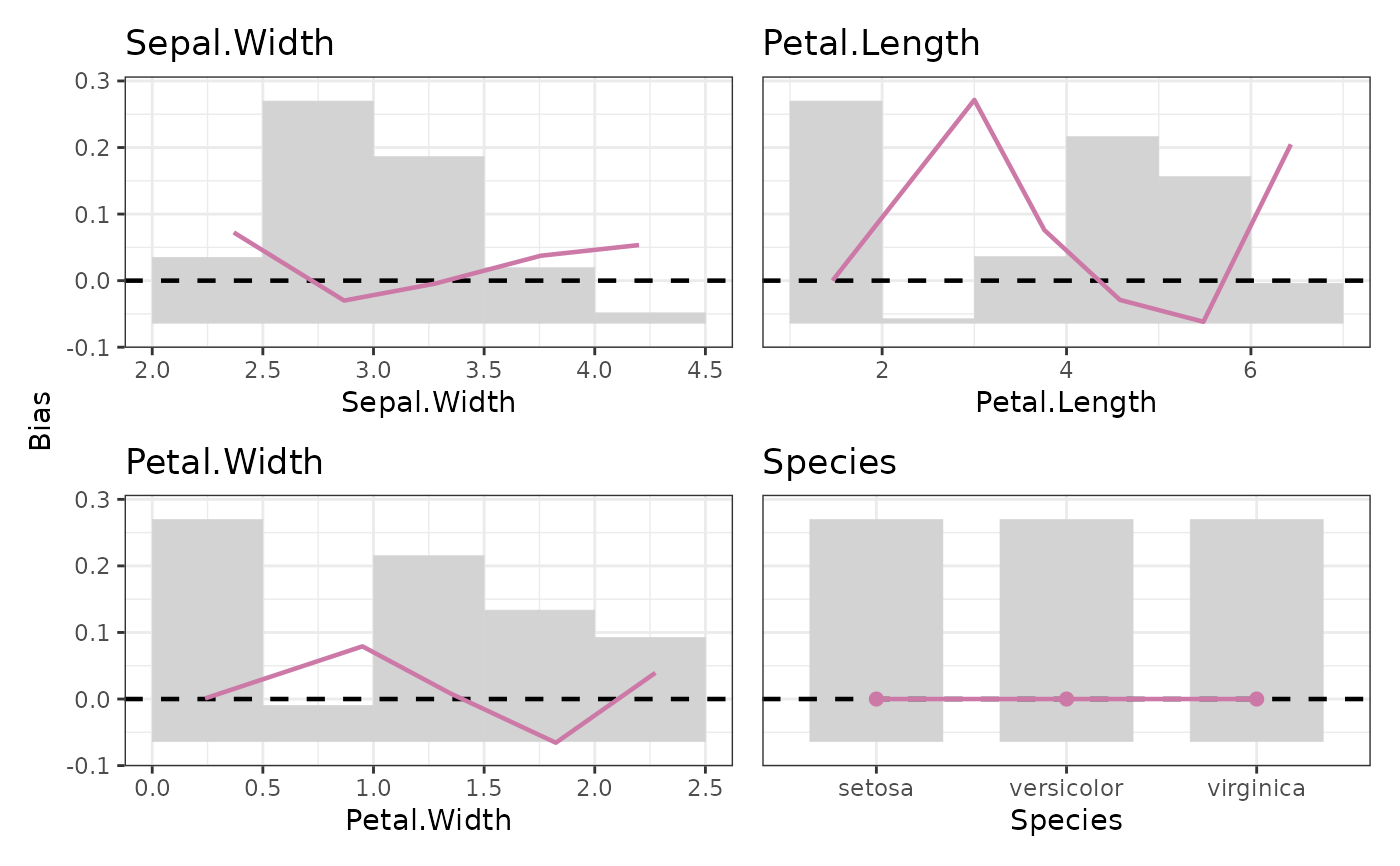 Sepal.Width
0.3
0.2
0.1
0.0
-0.1
2.0 2.5 3.0 3.5 4.0 4.5
Sepal.Width
Petal.Length
2 4 6
Petal.Length
Bias
Petal.Width
0.3
0.2
0.1
0.0
-0.1
0.0 0.5 1.0 1.5 2.0 2.5
Petal.Width
Species
setosa versicolor virginica
Species